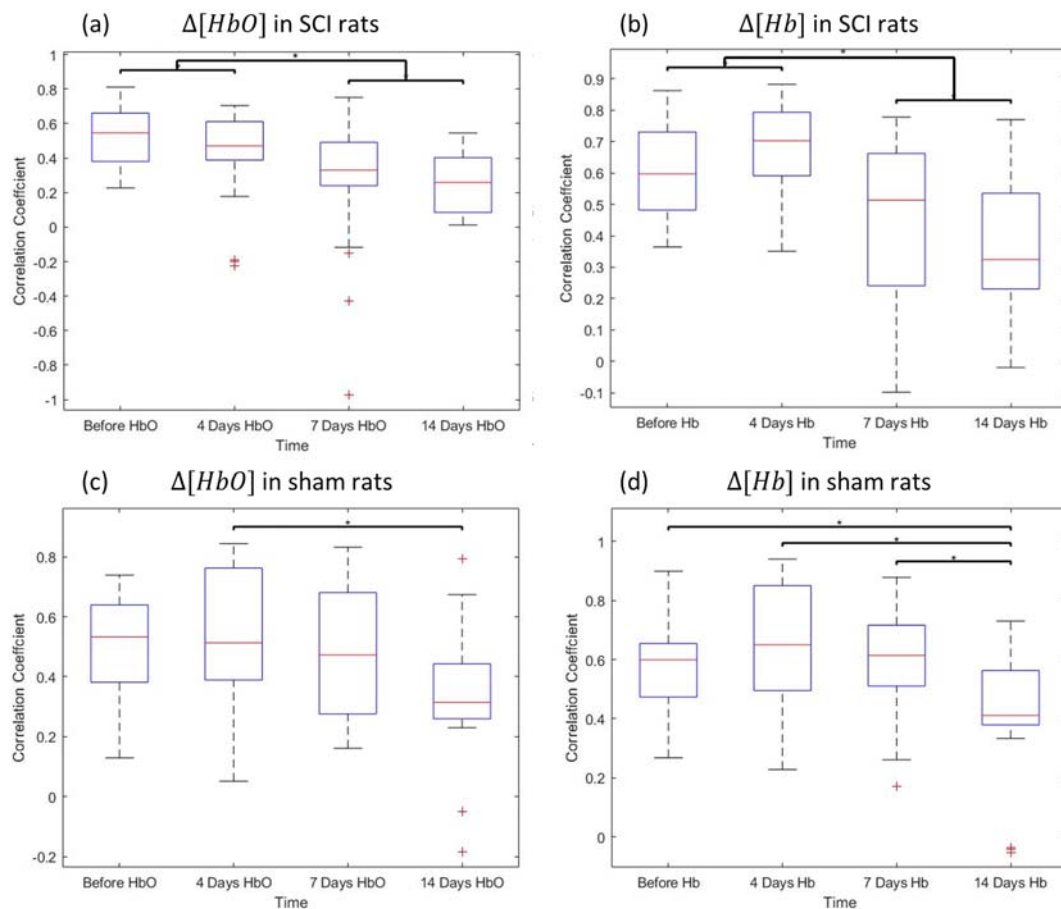 (a) Δ[HbO] in SCI rats
*
1
0.8
0.6
0.4
0.2
0
-0.2
-0.4
-0.6
-0.8
-1
Correlation Coeffcient
Before HbO 4 Days HbO 7 Days HbO 14 Days HbO
Time
(b) Δ[Hb] in SCI rats
*
0.9
0.8
0.7
0.6
0.5
0.4
0.3
0.2
0.1
0
-0.1
Correlation Coeffcient
Before Hb 4 Days Hb 7 Days Hb 14 Days Hb
Time
(c) Δ[HbO] in sham rats
*
0.8
0.6
0.4
0.2
0
-0.2
Correlation Coeffcient
Before HbO 4 Days HbO 7 Days HbO 14 Days HbO
Time
(d) Δ[Hb] in sham rats
*
*
*
1
0.8
0.6
0.4
0.2
0
Correlation Coeffcient
Before Hb 4 Days Hb 7 Days Hb 14 Days Hb
Time